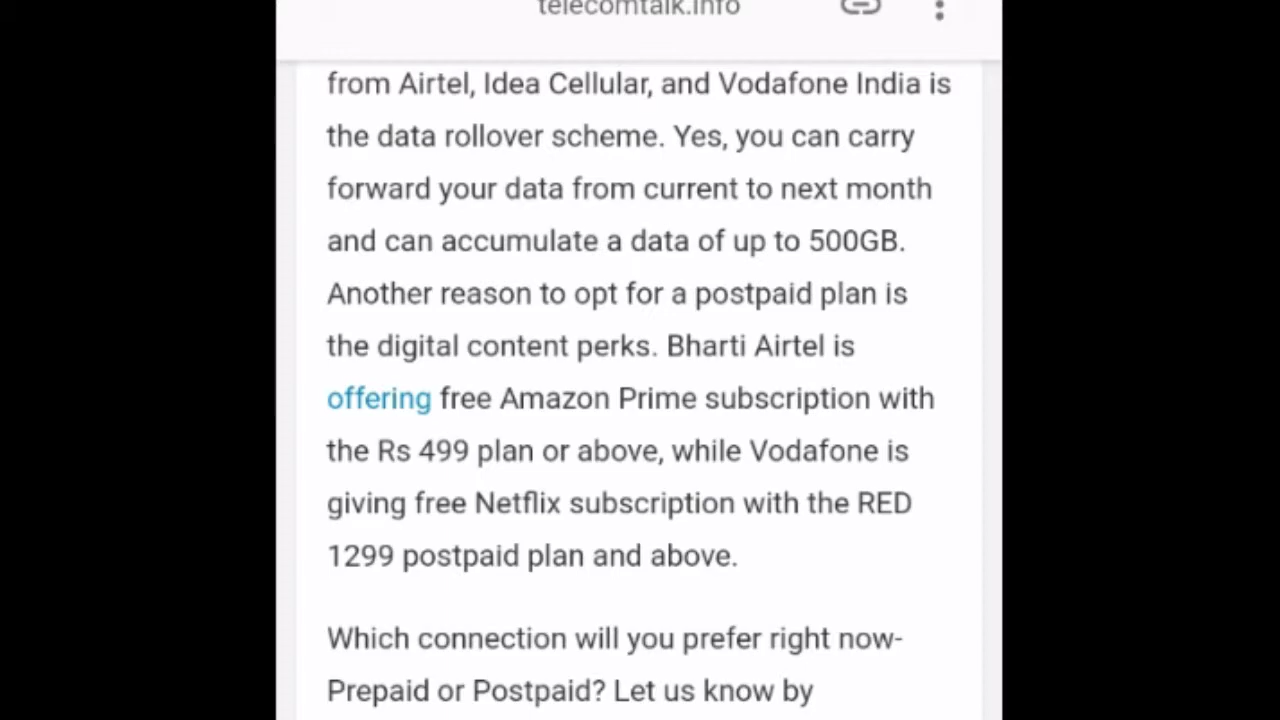 telecomtalk.info
from Airtel, Idea Cellular, and Vodafone India is
the data rollover scheme. Yes, you can carry
forward your data from current to next month
and can accumulate a data of up to 500GB.
Another reason to opt for a postpaid plan is
the digital content perks. Bharti Airtel is
offering free Amazon Prime subscription with
the Rs 499 plan or above, while Vodafone is
giving free Netflix subscription with the RED
1299 postpaid plan and above.
Which connection will you prefer right now-
Prepaid or Postpaid? Let us know by